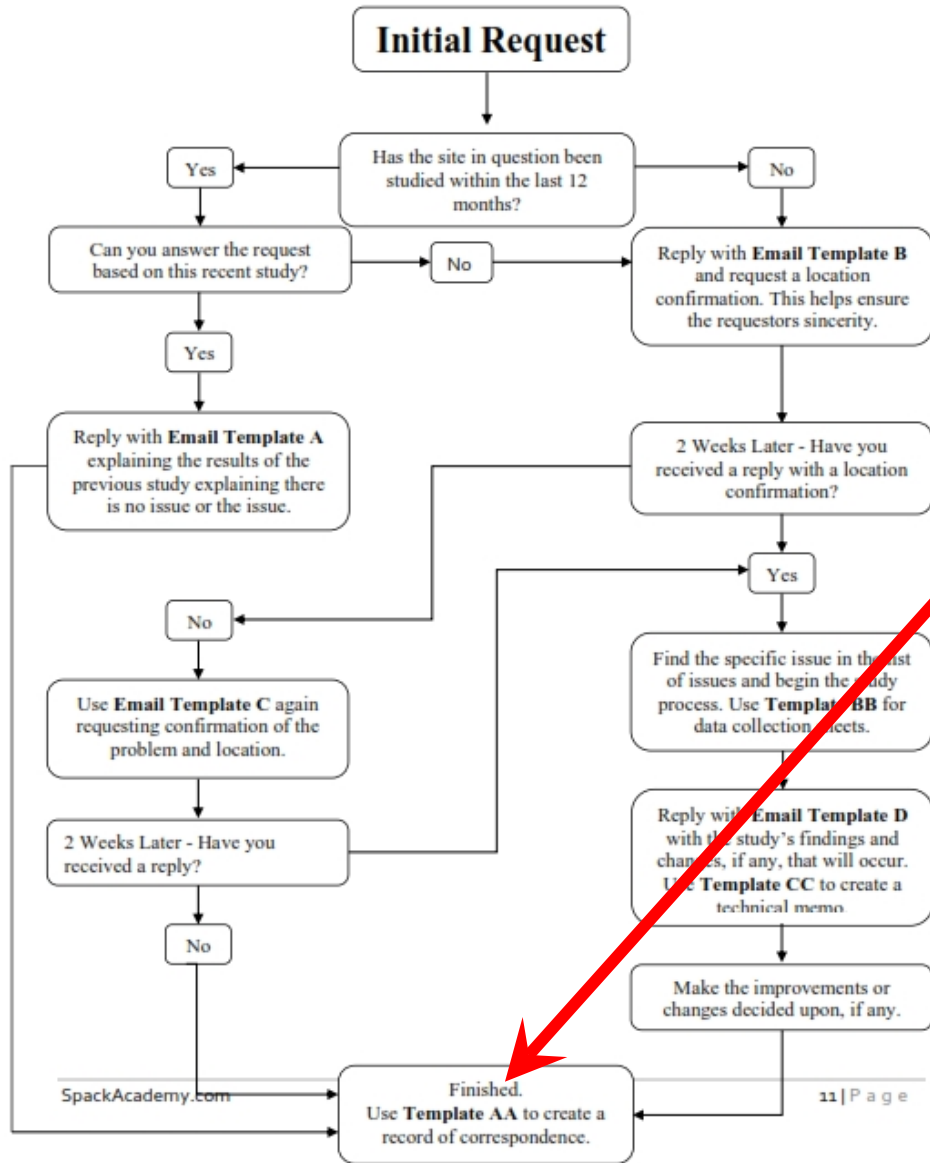 Initial Request
Has the site in question been
studied within the last 12
months?
Yes
No
Can you answer the request
based on this recent study?
No
Reply with Email Template B
and request a location
confirmation. This helps ensure
the requestors sincerity.
Yes
Reply with Email Template A
explaining the results of the
previous study explaining there
is no issue or the issue.
2 Weeks Later - Have you
received a reply with a location
confirmation?
Yes
No
Find the specific issue in the list
of issues and begin the study
process. Use Template BB for
data collection sheets.
Use Email Template C again
requesting confirmation of the
problem and location.
Reply with Email Template D
with the study's findings and
changes, if any, that will occur.
Use Template CC to create a
technical memo.
2 Weeks Later - Have you
received a reply?
No
Make the improvements or
changes decided upon, if any.
Finished.
Use Template AA to create a
record of correspondence.
SpackAcademy.com
11 | Page